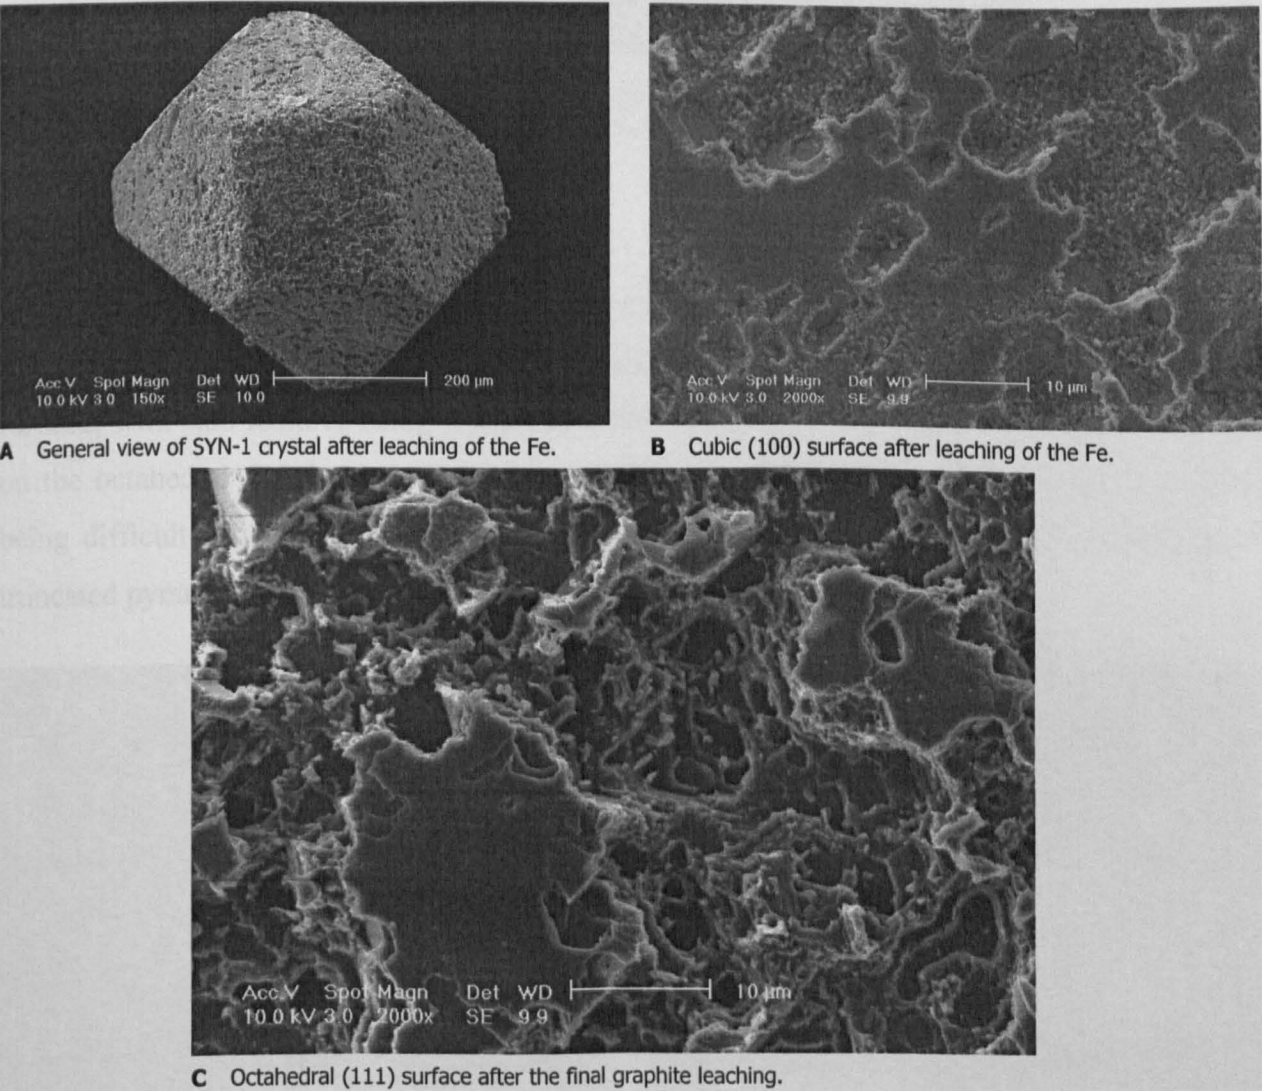 Acc.V Spot Magn Det WD 200 µm
10.0 kV 3.0 150x SE 10.0
Acc.V Spot Magn Det WD 10 µm
10.0 kV 3.0 2000x SE 9.9
A General view of SYN-1 crystal after leaching of the Fe.
B Cubic (100) surface after leaching of the Fe.
Acc.V Spot Magn Det WD 10 µm
10.0 kV 3.0 2000x SE 9.9
C Octahedral (111) surface after the final graphite leaching.